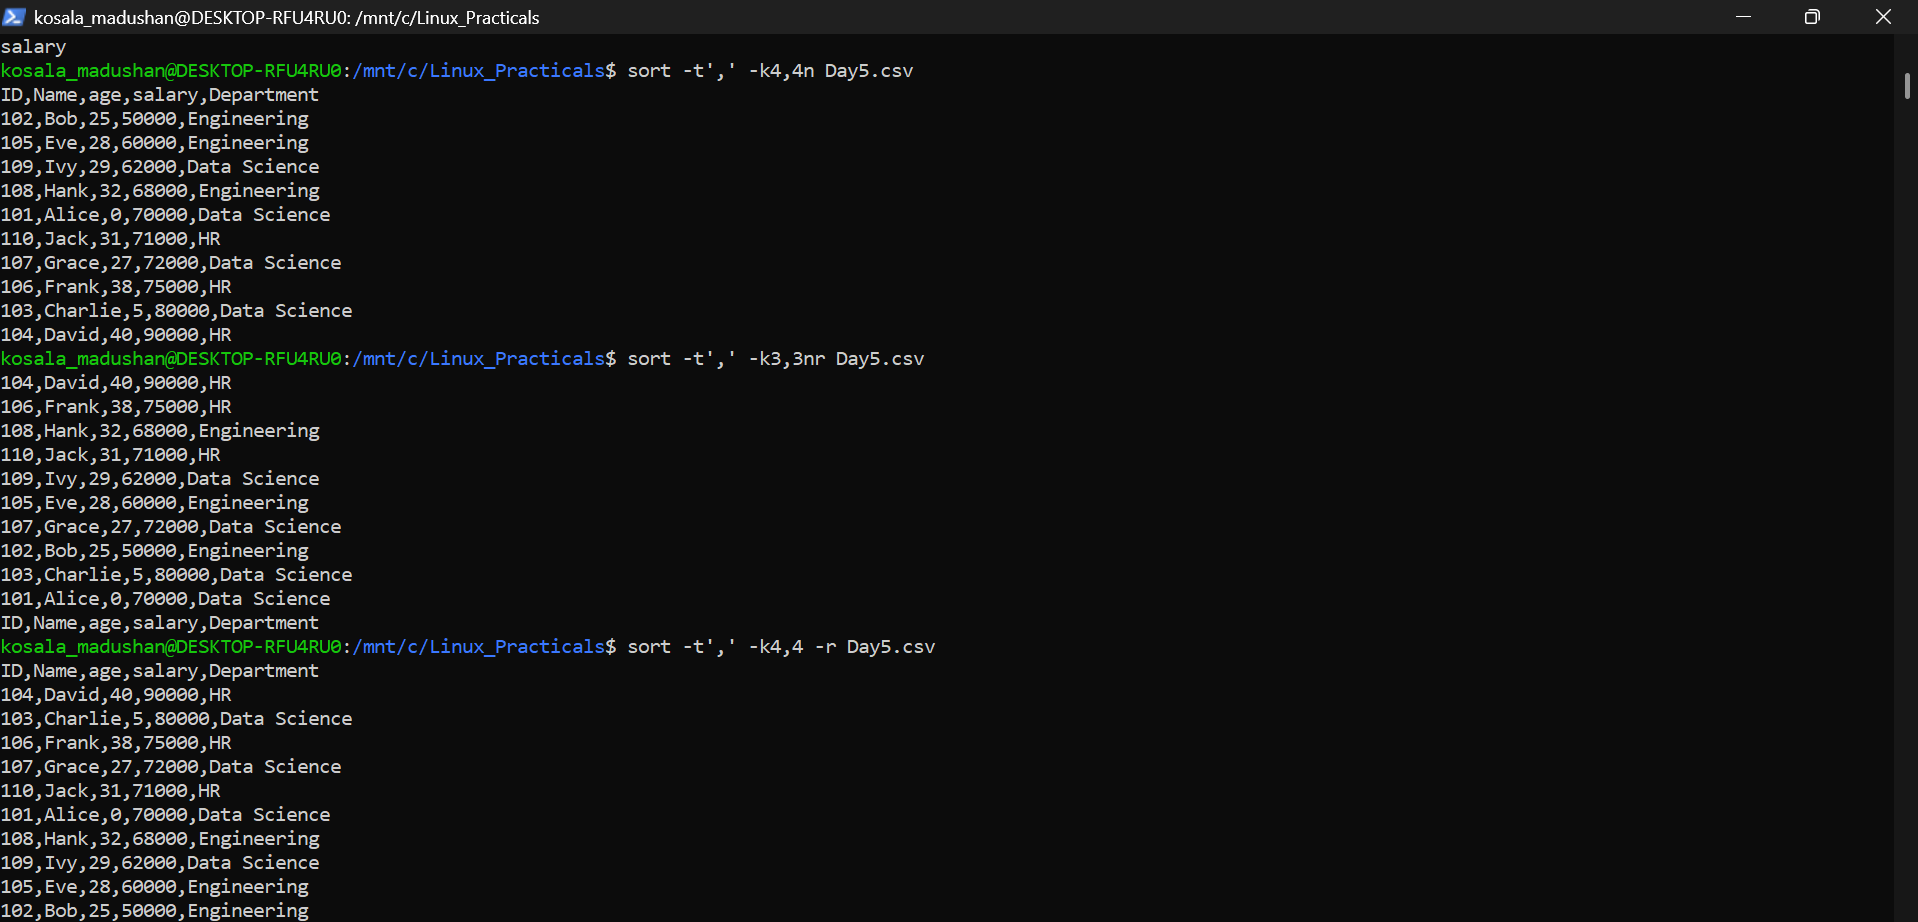 kosala_madushan@DESKTOP-RFU4RU0: /mnt/c/Linux_Practicals
salary
kosala_madushan@DESKTOP-RFU4RU0:/mnt/c/Linux_Practicals$ sort -t',' -k4,4n Day5.csv
ID,Name,age,salary,Department
102,Bob,25,50000,Engineering
105,Eve,28,60000,Engineering
109,Ivy,29,62000,Data Science
108,Hank,32,68000,Engineering
101,Alice,0,70000,Data Science
110,Jack,31,71000,HR
107,Grace,27,72000,Data Science
106,Frank,38,75000,HR
103,Charlie,5,80000,Data Science
104,David,40,90000,HR
kosala_madushan@DESKTOP-RFU4RU0:/mnt/c/Linux_Practicals$ sort -t',' -k3,3nr Day5.csv
104,David,40,90000,HR
106,Frank,38,75000,HR
108,Hank,32,68000,Engineering
110,Jack,31,71000,HR
109,Ivy,29,62000,Data Science
105,Eve,28,60000,Engineering
107,Grace,27,72000,Data Science
102,Bob,25,50000,Engineering
103,Charlie,5,80000,Data Science
101,Alice,0,70000,Data Science
ID,Name,age,salary,Department
kosala_madushan@DESKTOP-RFU4RU0:/mnt/c/Linux_Practicals$ sort -t',' -k4,4 -r Day5.csv
ID,Name,age,salary,Department
104,David,40,90000,HR
103,Charlie,5,80000,Data Science
106,Frank,38,75000,HR
107,Grace,27,72000,Data Science
110,Jack,31,71000,HR
101,Alice,0,70000,Data Science
108,Hank,32,68000,Engineering
109,Ivy,29,62000,Data Science
105,Eve,28,60000,Engineering
102,Bob,25,50000,Engineering